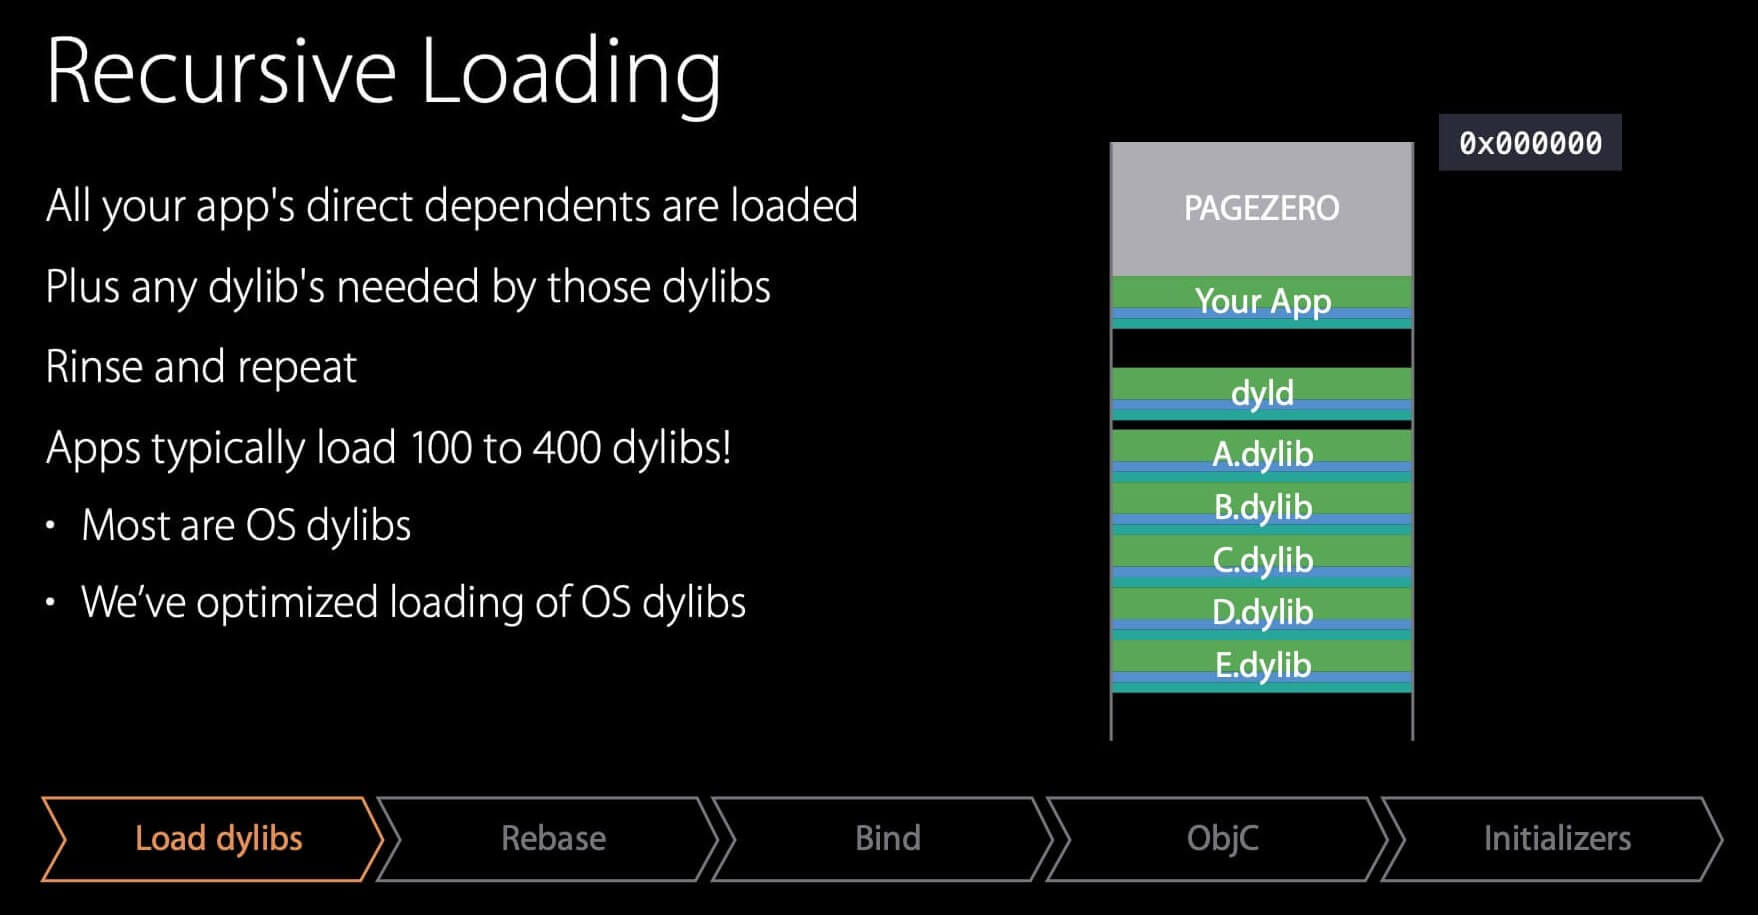 Recursive Loading
All your app's direct dependents are loaded
Plus any dylib's needed by those dylibs
Rinse and repeat
Apps typically load 100 to 400 dylibs!
• Most are OS dylibs
• We’ve optimized loading of OS dylibs
0x000000
PAGEZERO
Your App
dyld
A.dylib
B.dylib
C.dylib
D.dylib
E.dylib
Load dylibs
Rebase
Bind
ObjC
Initializers